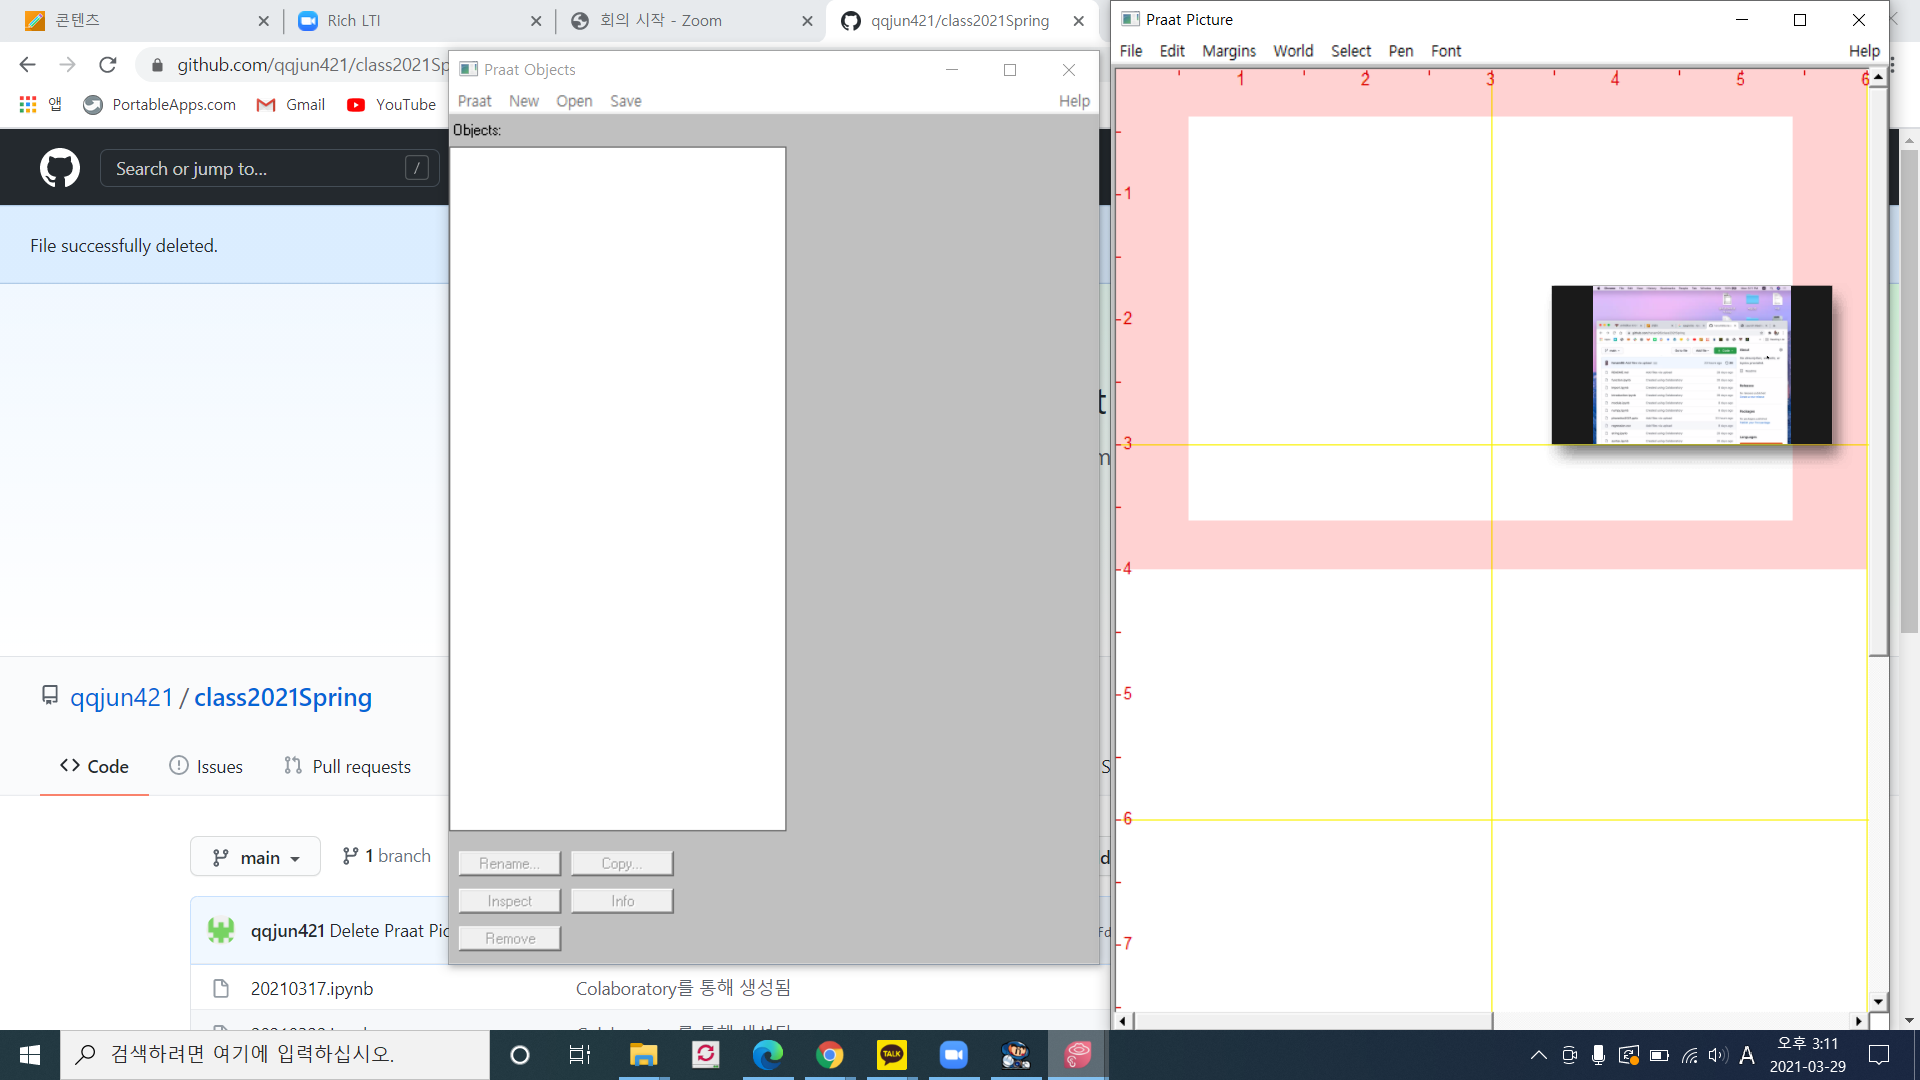 콘텐츠
Rich LTI
회의 시작 - Zoom
qqjun421/class2021Spring
github.com/qqjun421/class2021Sp
앱
PortableApps.com
Gmail
YouTube
Search or jump to...
/
File successfully deleted.
qqjun421 / class2021Spring
Code
Issues
Pull requests
main
1 branch
qqjun421 Delete Praat Pic
20210317.ipynb
Colaboratory를 통해 생성됨
Praat Objects
Praat New Open Save Help
Objects:
Rename... Copy...
Inspect Info
Remove
Praat Picture
File Edit Margins World Select Pen Font Help
1 2 3 4 5 6
1
2
3
4
5
6
7
검색하려면 여기에 입력하십시오.
TALK
A
오후 3:11
2021-03-29